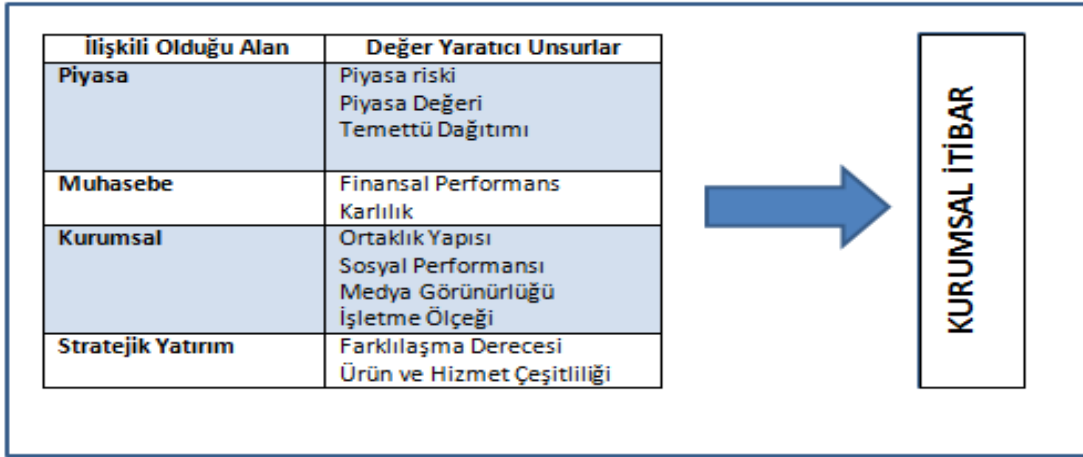 İlişkili Olduğu Alan Değer Yaratıcı Unsurlar
Piyasa Piyasa riski
Piyasa Değeri
Temettü Dağıtımı
Muhasebe Finansal Performans
Karlılık
Kurumsal Ortaklık Yapısı
Sosyal Performansı
Medya Görünürlüğü
İşletme Ölçeği
Stratejik Yatırım Farklılaşma Derecesi
Ürün ve Hizmet Çeşitliliği
KURUMSAL İTİBAR